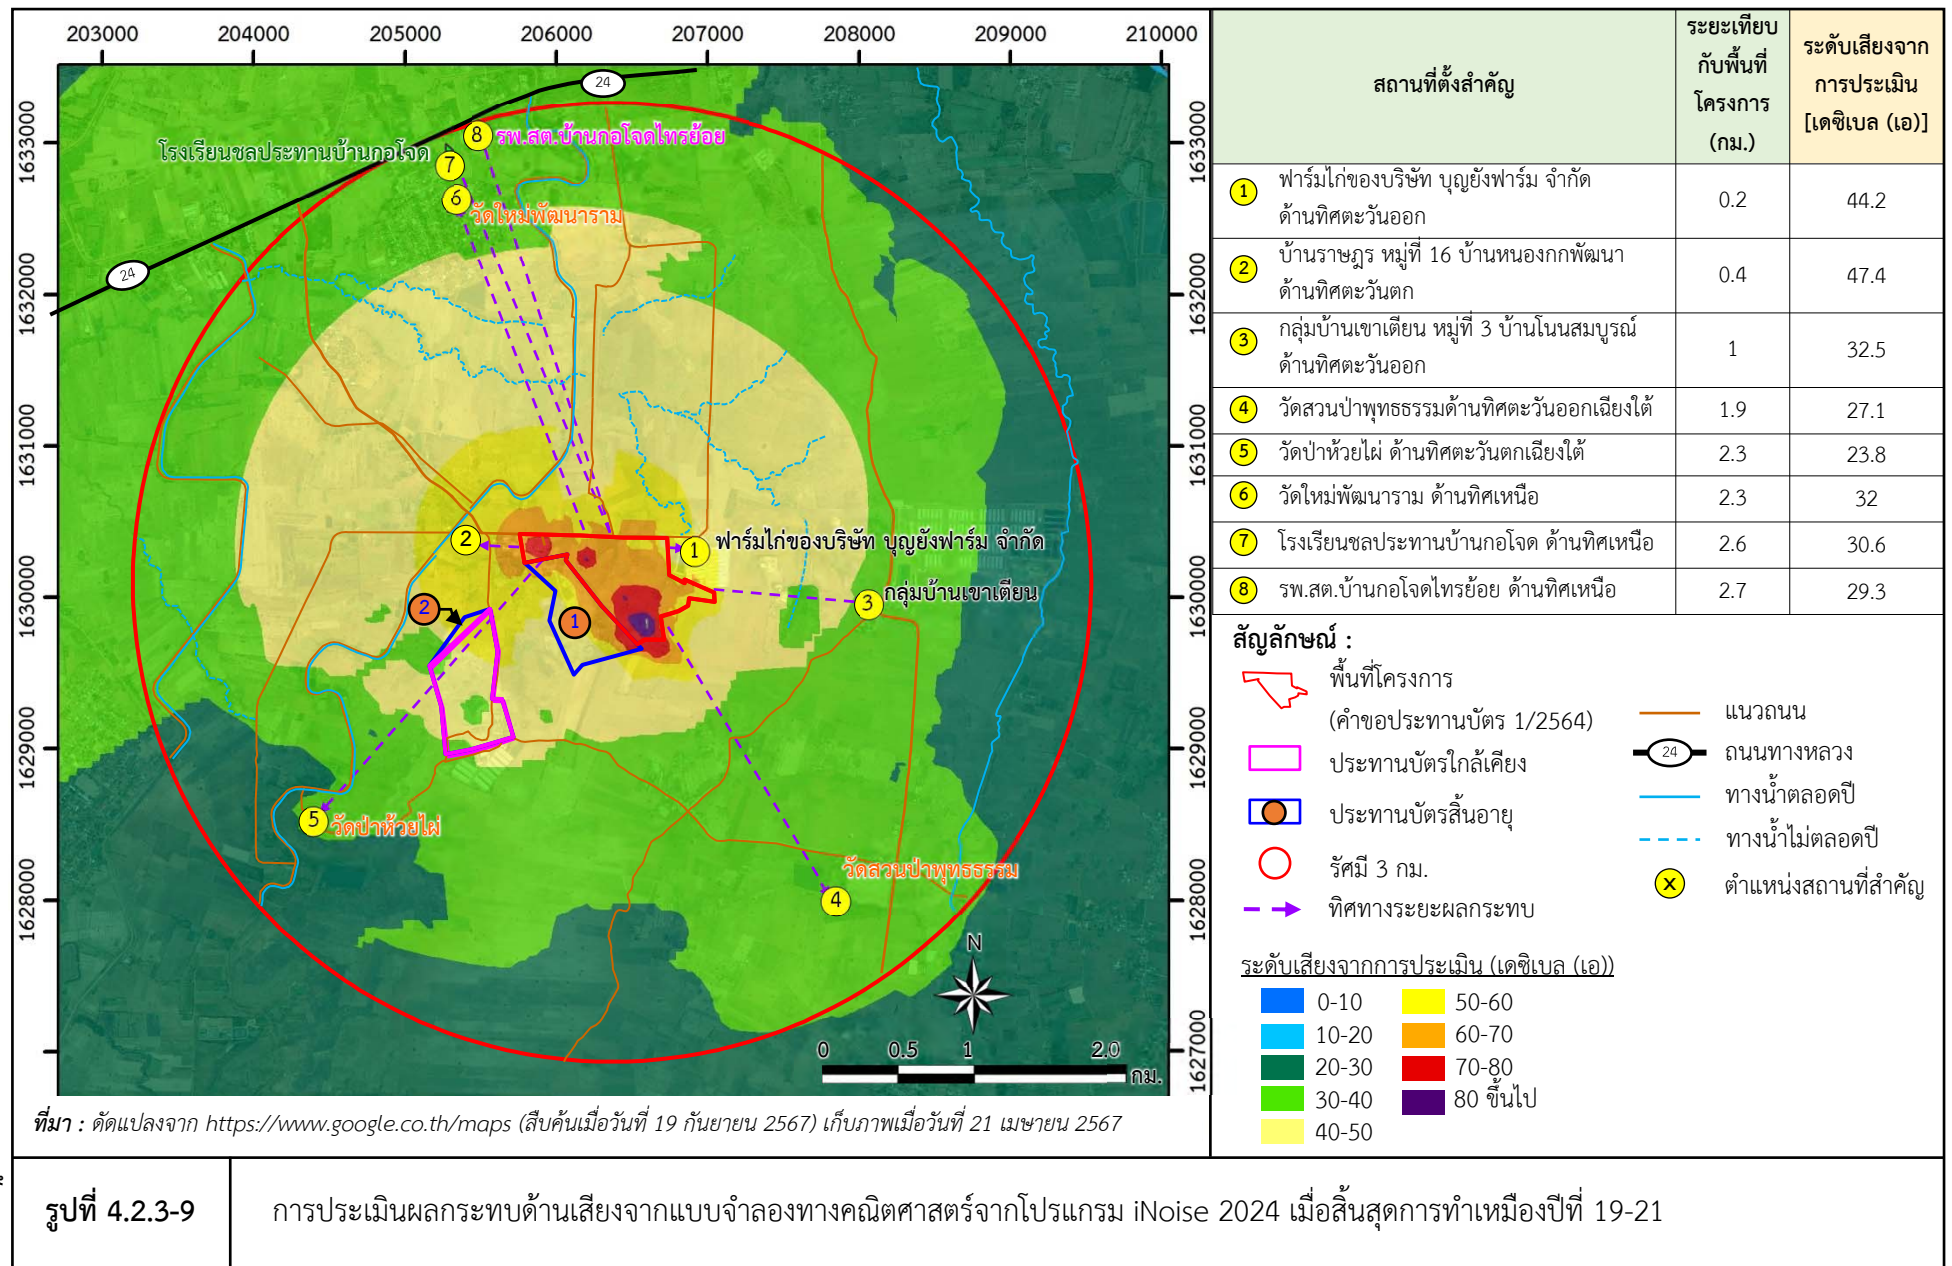 203000 204000 205000 206000 207000 208000 209000 210000
1633000
1632000
1631000
1630000
1629000
1628000
1633000
1632000
1631000
1630000
1629000
1628000
1627000
24
24
8 รพ.สต.บ้านกอโจดไทรย้อย
โรงเรียนชลประทานบ้านกอโจด
7
6
วัดใหม่พัฒนาราม
2
1 ฟาร์มไก่ของบริษัท บุญยังฟาร์ม จำกัด
3 กลุ่มบ้านเขาเตียน
2
1
5 วัดป่าห้วยไผ่
วัดสวนป่าพุทธธรรม
4
N
0 0.5 1 2.0
กม.
ที่มา : ดัดแปลงจาก https://www.google.co.th/maps (สืบค้นเมื่อวันที่ 19 กันยายน 2567) เก็บภาพเมื่อวันที่ 21 เมษายน 2567
สถานที่ตั้งสำคัญ
ระยะเทียบ
กับพื้นที่
โครงการ
(กม.)
ระดับเสียงจาก
การประเมิน
[เดซิเบล (เอ)]
1 ฟาร์มไก่ของบริษัท บุญยังฟาร์ม จำกัด
ด้านทิศตะวันออก
0.2 44.2
2 บ้านราษฎร หมู่ที่ 16 บ้านหนองกกพัฒนา
ด้านทิศตะวันตก
0.4 47.4
3 กลุ่มบ้านเขาเตียน หมู่ที่ 3 บ้านโนนสมบูรณ์
ด้านทิศตะวันออก
1 32.5
4 วัดสวนป่าพุทธธรรมด้านทิศตะวันออกเฉียงใต้ 1.9 27.1
5 วัดป่าห้วยไผ่ ด้านทิศตะวันตกเฉียงใต้ 2.3 23.8
6 วัดใหม่พัฒนาราม ด้านทิศเหนือ 2.3 32
7 โรงเรียนชลประทานบ้านกอโจด ด้านทิศเหนือ 2.6 30.6
8 รพ.สต.บ้านกอโจดไทรย้อย ด้านทิศเหนือ 2.7 29.3
สัญลักษณ์ :
พื้นที่โครงการ
(คำขอประทานบัตร 1/2564)
ประทานบัตรใกล้เคียง
ประทานบัตรสิ้นอายุ
รัศมี 3 กม.
ทิศทางระยะผลกระทบ
แนวถนน
24 ถนนทางหลวง
ทางน้ำตลอดปี
ทางน้ำไม่ตลอดปี
X ตำแหน่งสถานที่สำคัญ
ระดับเสียงจากการประเมิน (เดซิเบล (เอ))
0-10 50-60
10-20 60-70
20-30 70-80
30-40 80 ขึ้นไป
40-50
รูปที่ 4.2.3-9 การประเมินผลกระทบด้านเสียงจากแบบจำลองทางคณิตศาสตร์จากโปรแกรม iNoise 2024 เมื่อสิ้นสุดการทำเหมืองปีที่ 19-21